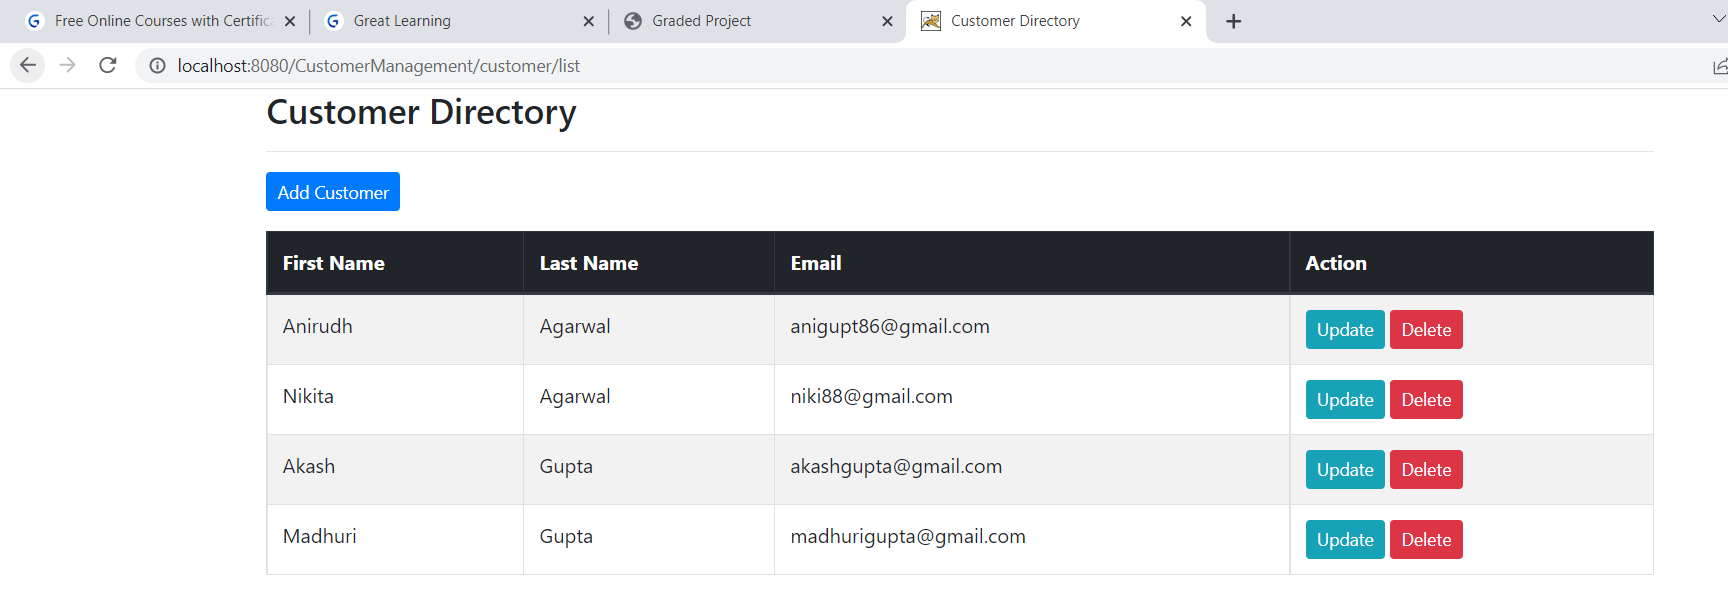 Free Online Courses with Certifica
Great Learning
Graded Project
Customer Directory
localhost:8080/CustomerManagement/customer/list
Customer Directory
Add Customer
First Name Last Name Email Action
Anirudh Agarwal anigupt86@gmail.com Update Delete
Nikita Agarwal niki88@gmail.com Update Delete
Akash Gupta akashgupta@gmail.com Update Delete
Madhuri Gupta madhurigupta@gmail.com Update Delete